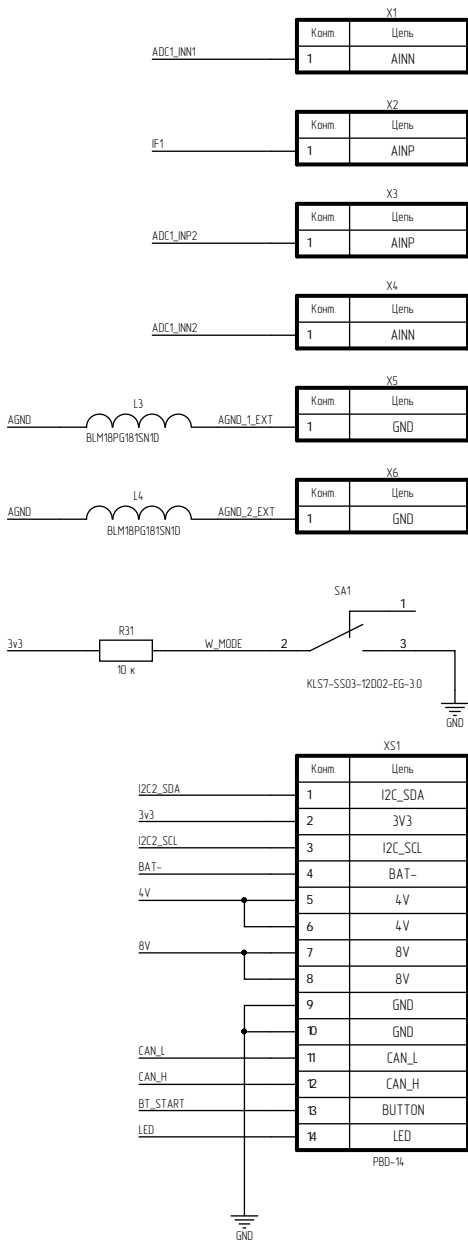 X1
Конт. Цепь
ADC1_INN1 1 AINN
X2
Конт. Цепь
IF1 1 AINP
X3
Конт. Цепь
ADC1_INP2 1 AINP
X4
Конт. Цепь
ADC1_INN2 1 AINN
X5
Конт. Цепь
AGND L3 AGND_1_EXT 1 GND
BLM18PG181SN1D
X6
Конт. Цепь
AGND L4 AGND_2_EXT 1 GND
BLM18PG181SN1D
SA1
1
3v3 R31 W_MODE 2 3
10 к
KLS7-SS03-12D02-EG-3.0
GND
XS1
Конт. Цепь
I2C2_SDA 1 I2C_SDA
3v3 2 3V3
I2C2_SCL 3 I2C_SCL
BAT- 4 BAT-
4V 5 4V
6 4V
8V 7 8V
8 8V
9 GND
10 GND
CAN_L 11 CAN_L
CAN_H 12 CAN_H
BT_START 13 BUTTON
LED 14 LED
PBD-14
GND